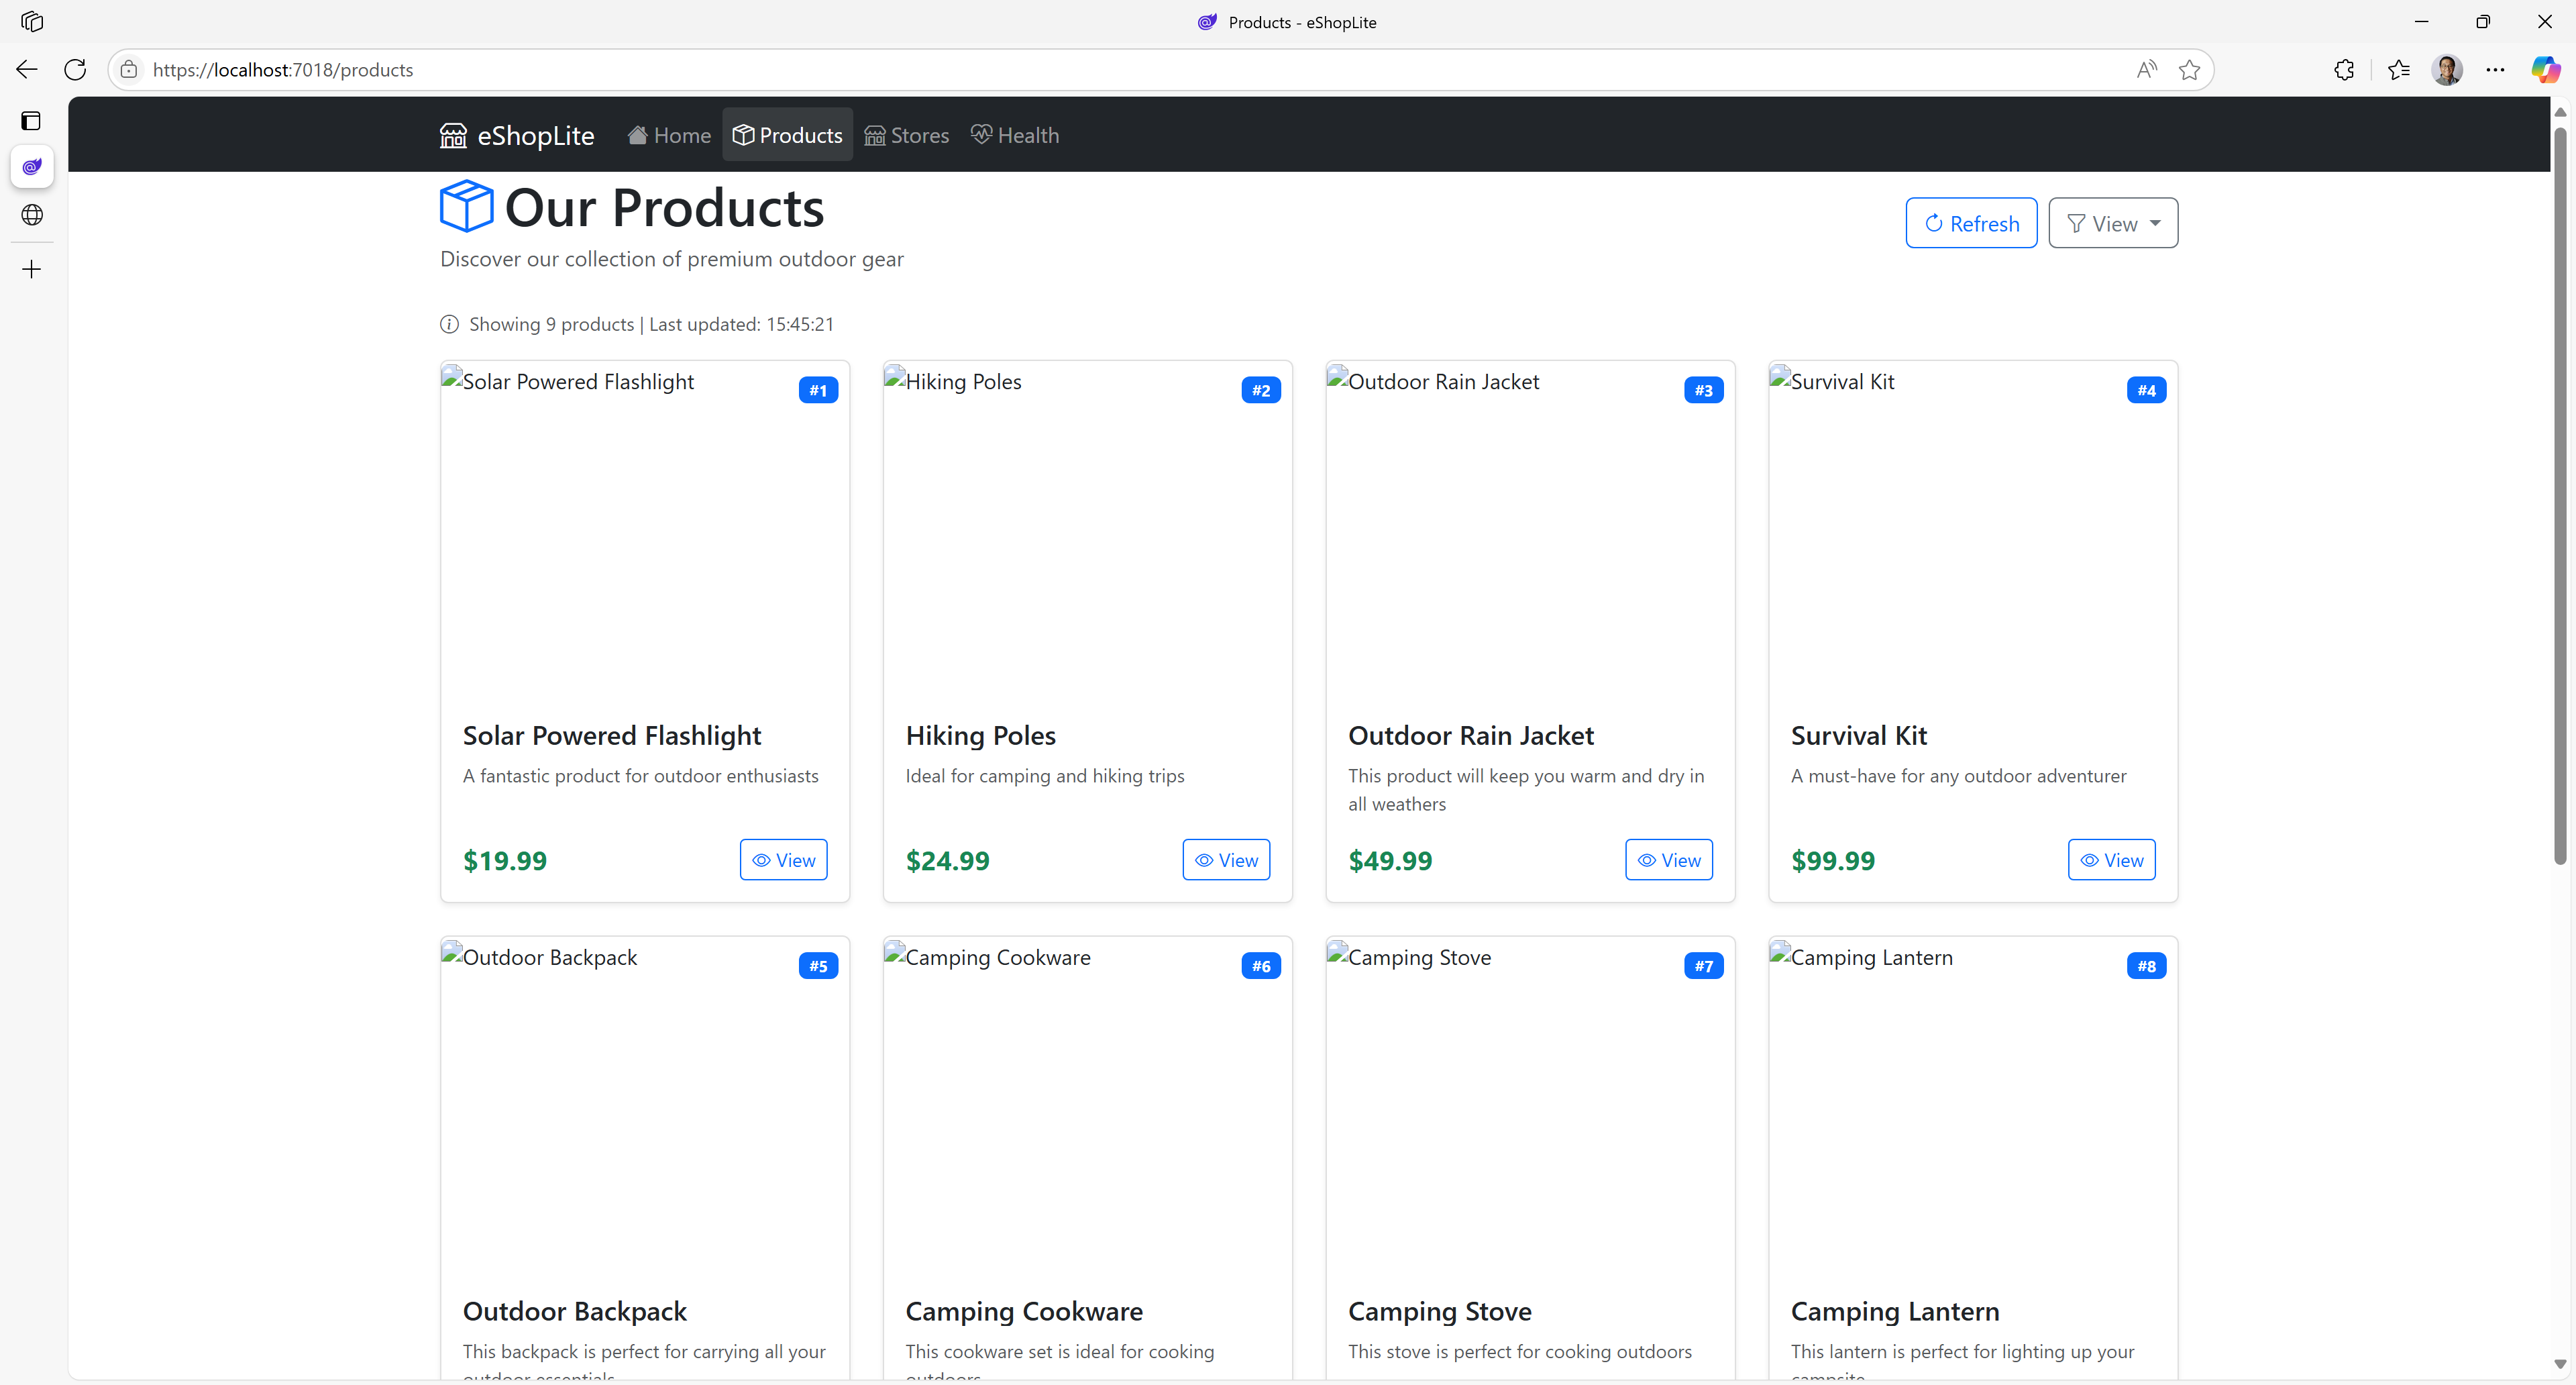 Products - eShopLite
https://localhost:7018/products
eShopLite Home Products Stores Health
Our Products
Refresh View
Discover our collection of premium outdoor gear
Showing 9 products | Last updated: 15:45:21
Solar Powered Flashlight #1
Hiking Poles #2
Outdoor Rain Jacket #3
Survival Kit #4
Solar Powered Flashlight
A fantastic product for outdoor enthusiasts
$19.99 View
Hiking Poles
Ideal for camping and hiking trips
$24.99 View
Outdoor Rain Jacket
This product will keep you warm and dry in
all weathers
$49.99 View
Survival Kit
A must-have for any outdoor adventurer
$99.99 View
Outdoor Backpack #5
Camping Cookware #6
Camping Stove #7
Camping Lantern #8
Outdoor Backpack
This backpack is perfect for carrying all your
outdoor essentials
Camping Cookware
This cookware set is ideal for cooking
outdoors
Camping Stove
This stove is perfect for cooking outdoors
Camping Lantern
This lantern is perfect for lighting up your
campsite